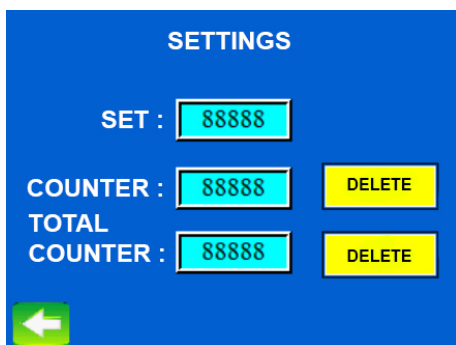 SETTINGS
SET : 88888
COUNTER : 88888 DELETE
TOTAL
COUNTER : 88888 DELETE